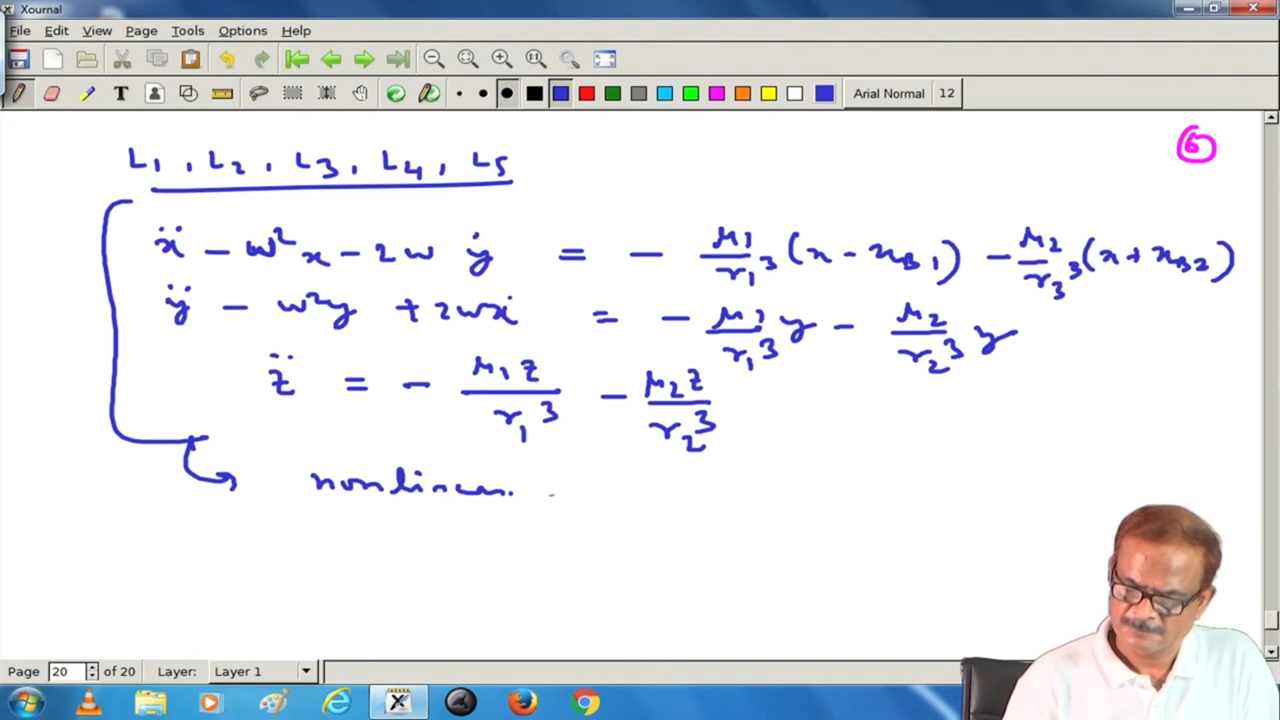 Xournal
File Edit View Page Tools Options Help
Arial Normal 12
6
L1, L2, L3, L4, L5
ẍ - ω²x - 2ω ẏ = - μ1/r1³ (x - xB1) - μ2/r3³ (x + xB2)
ÿ - ω²y + 2ωẋ = - μ1/r1³ y - μ2/r2³ y
z̈ = - μ1 z/r1³ - μ2 z/r2³
nonlinear.
Page 20 of 20 Layer: Layer 1